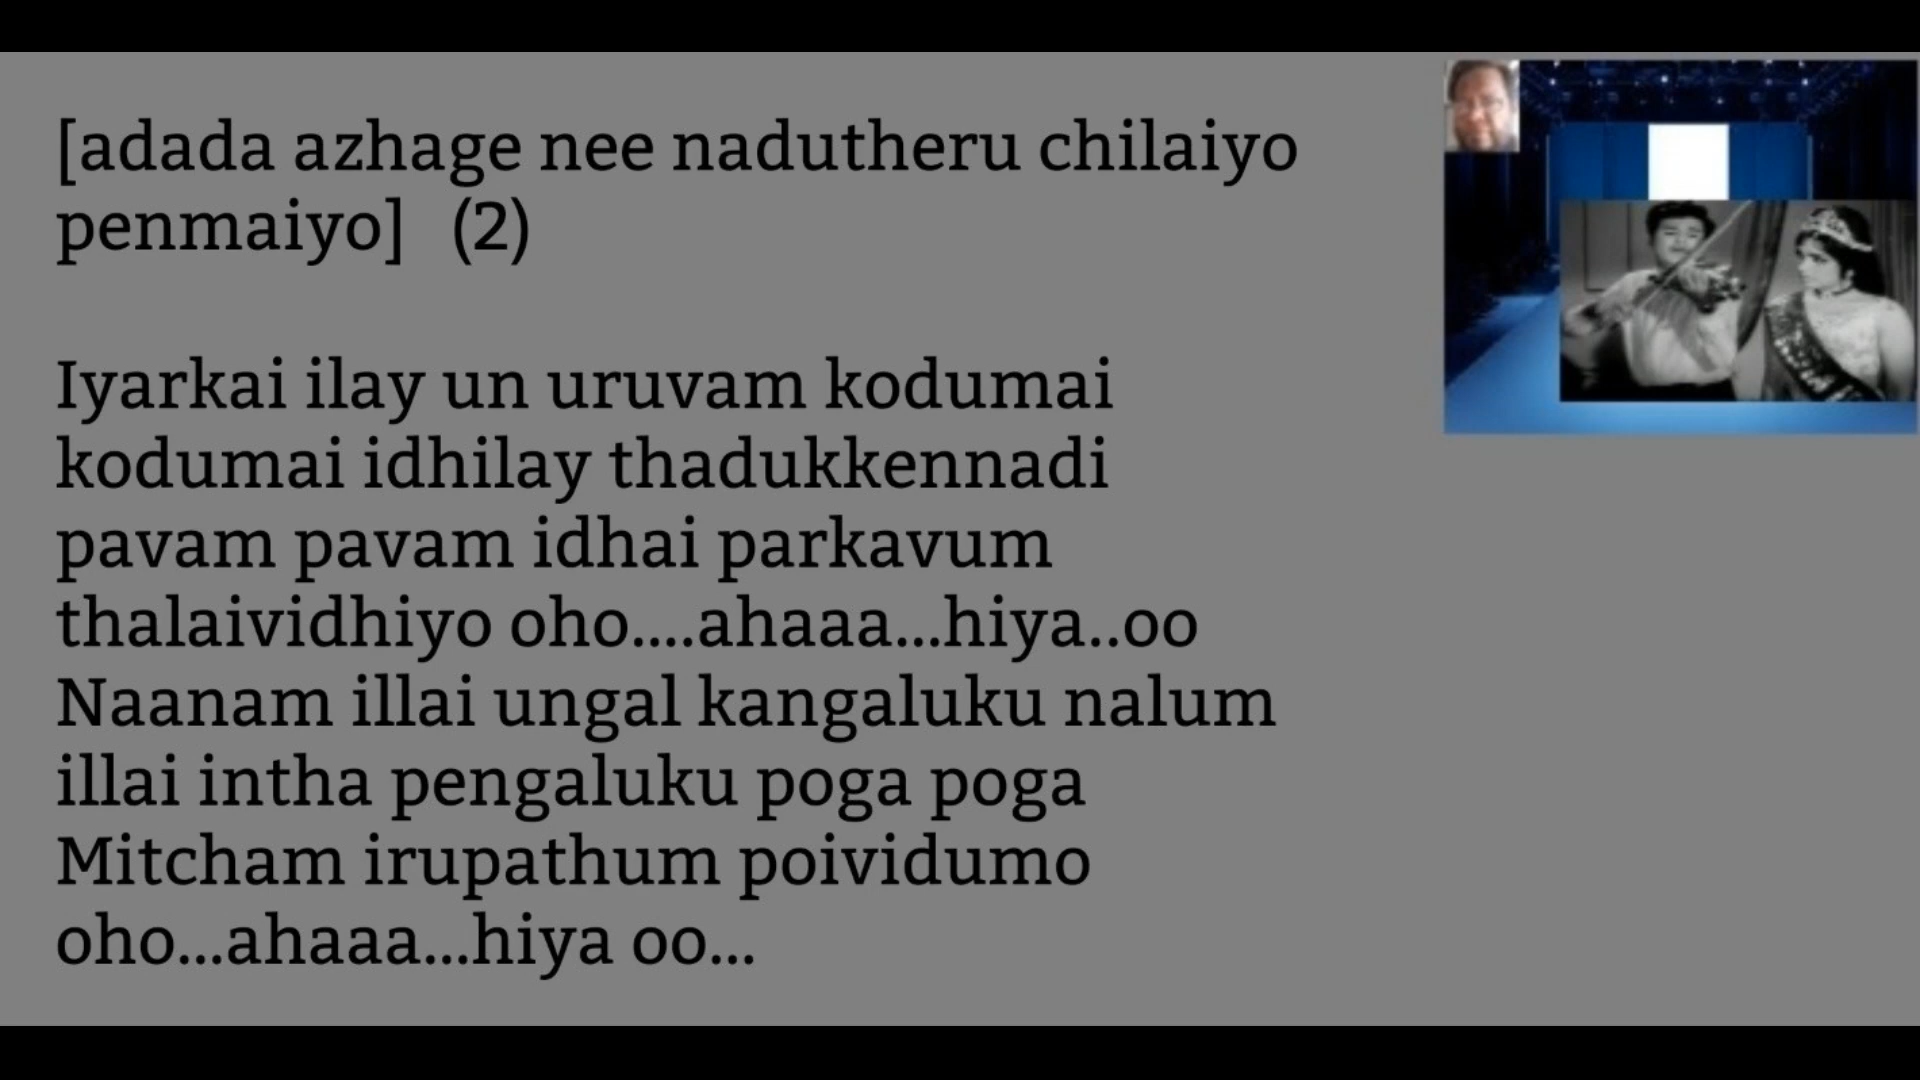 [adada azhage nee nadutheru chilaiyo
penmaiyo] (2)
Iyarkai ilay un uruvam kodumai
kodumai idhilay thadukkennadi
pavam pavam idhai parkavum
thalaividhiyo oho....ahaaa...hiya..oo
Naanam illai ungal kangaluku nalum
illai intha pengaluku poga poga
Mitcham irupathum poividumo
oho...ahaaa...hiya oo...